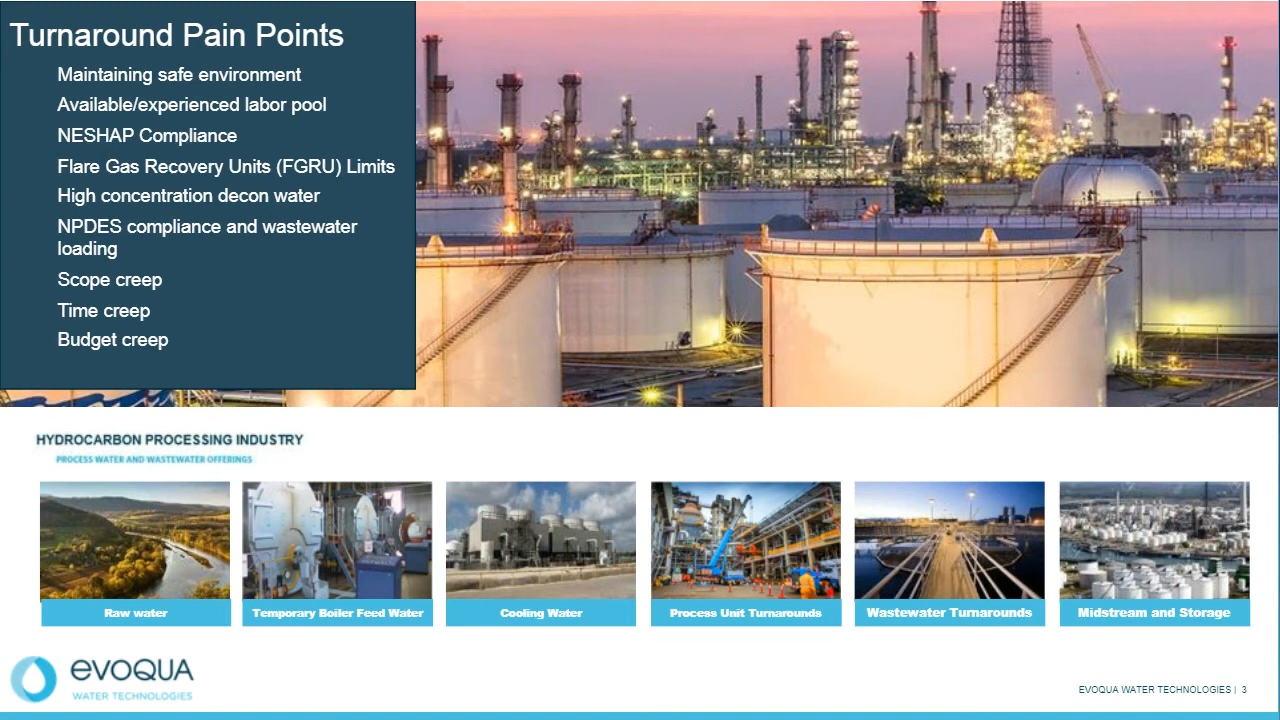 Turnaround Pain Points
Maintaining safe environment
Available/experienced labor pool
NESHAP Compliance
Flare Gas Recovery Units (FGRU) Limits
High concentration decon water
NPDES compliance and wastewater
loading
Scope creep
Time creep
Budget creep
HYDROCARBON PROCESSING INDUSTRY
PROCESS WATER AND WASTEWATER OFFERINGS
Raw water
Temporary Boiler Feed Water
Cooling Water
Process Unit Turnarounds
Wastewater Turnarounds
Midstream and Storage
evoQUA
WATER TECHNOLOGIES
EVOQUA WATER TECHNOLOGIES | 3